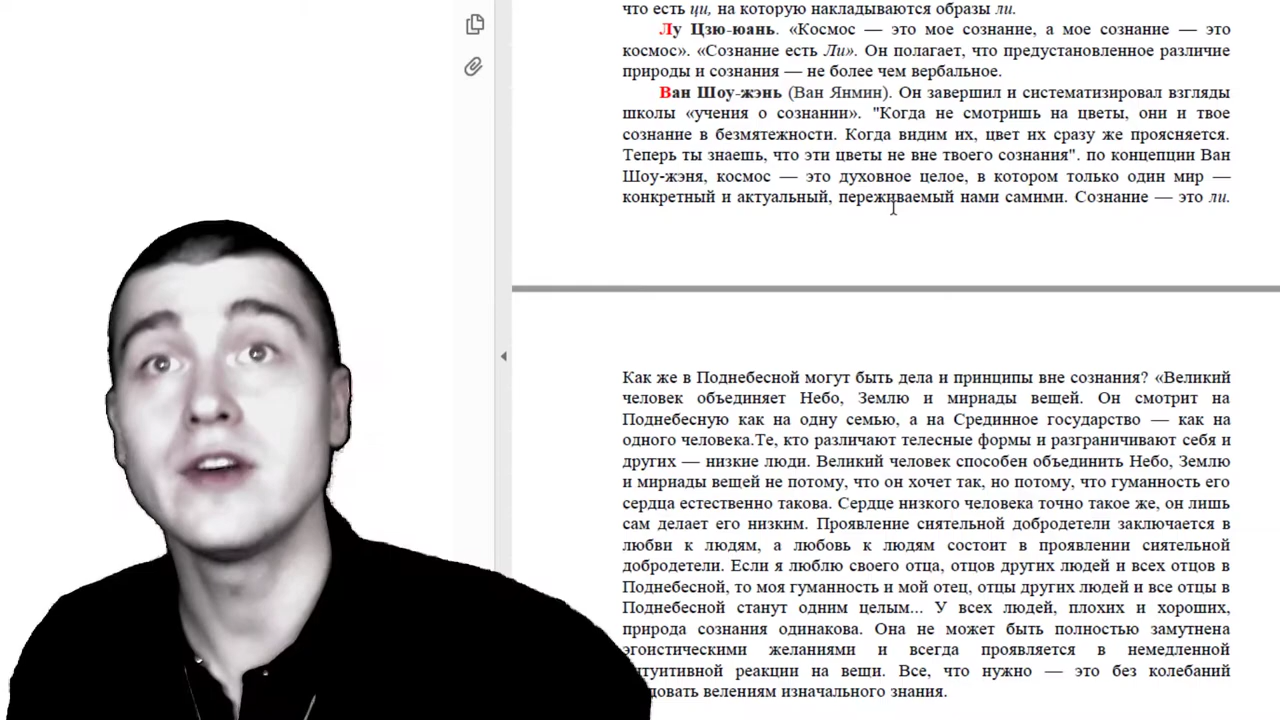 что есть ци, на которую накладываются образы ли.
Лу Цзю-юань. «Космос — это мое сознание, а мое сознание — это
космос». «Сознание есть Ли». Он полагает, что предустановленное различие
природы и сознания — не более чем вербальное.
Ван Шоу-жэнь (Ван Янмин). Он завершил и систематизировал взгляды
школы «учения о сознании». "Когда не смотришь на цветы, они и твое
сознание в безмятежности. Когда видим их, цвет их сразу же проясняется.
Теперь ты знаешь, что эти цветы не вне твоего сознания". по концепции Ван
Шоу-жэня, космос — это духовное целое, в котором только один мир —
конкретный и актуальный, переживаемый нами самими. Сознание — это ли.
Как же в Поднебесной могут быть дела и принципы вне сознания? «Великий
человек объединяет Небо, Землю и мириады вещей. Он смотрит на
Поднебесную как на одну семью, а на Срединное государство — как на
одного человека.Те, кто различают телесные формы и разграничивают себя и
других — низкие люди. Великий человек способен объединить Небо, Землю
и мириады вещей не потому, что он хочет так, но потому, что гуманность его
сердца естественно такова. Сердце низкого человека точно такое же, он лишь
сам делает его низким. Проявление сиятельной добродетели заключается в
любви к людям, а любовь к людям состоит в проявлении сиятельной
добродетели. Если я люблю своего отца, отцов других людей и всех отцов в
Поднебесной, то моя гуманность и мой отец, отцы других людей и все отцы в
Поднебесной станут одним целым... У всех людей, плохих и хороших,
природа сознания одинакова. Она не может быть полностью замутнена
эгоистическими желаниями и всегда проявляется в немедленной
реакции на вещи. Все, что нужно — это без колебаний
велениям изначального знания.